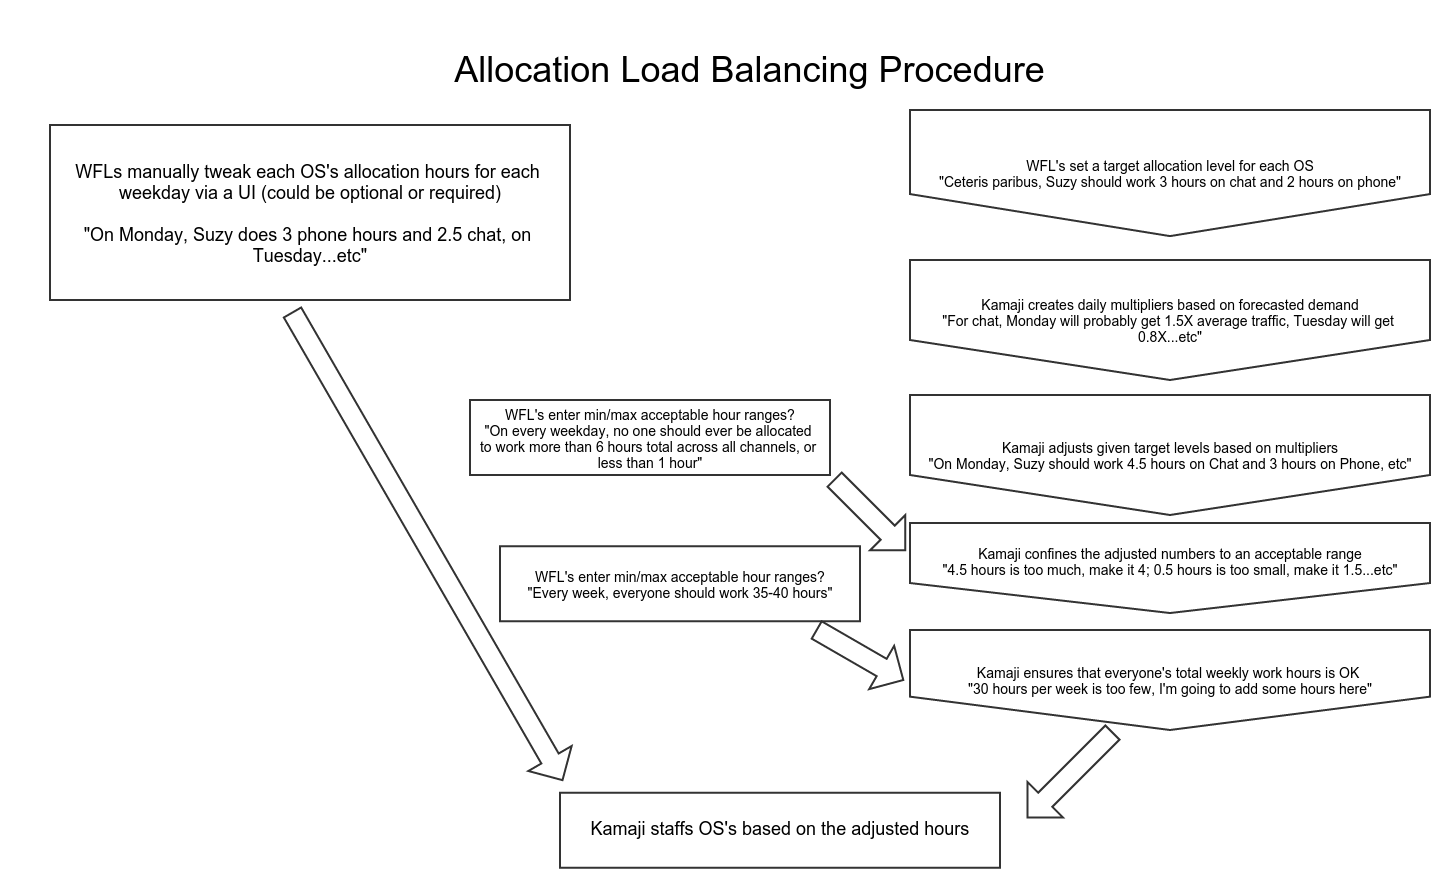 Allocation Load Balancing Procedure
WFLs manually tweak each OS's allocation hours for each
weekday via a UI (could be optional or required)
"On Monday, Suzy does 3 phone hours and 2.5 chat, on
Tuesday...etc"
WFL's set a target allocation level for each OS
"Ceteris paribus, Suzy should work 3 hours on chat and 2 hours on phone"
Kamaji creates daily multipliers based on forecasted demand
"For chat, Monday will probably get 1.5X average traffic, Tuesday will get
0.8X...etc"
Kamaji adjusts given target levels based on multipliers
"On Monday, Suzy should work 4.5 hours on Chat and 3 hours on Phone, etc"
WFL's enter min/max acceptable hour ranges?
"On every weekday, no one should ever be allocated
to work more than 6 hours total across all channels, or
less than 1 hour"
Kamaji confines the adjusted numbers to an acceptable range
"4.5 hours is too much, make it 4; 0.5 hours is too small, make it 1.5...etc"
WFL's enter min/max acceptable hour ranges?
"Every week, everyone should work 35-40 hours"
Kamaji ensures that everyone's total weekly work hours is OK
"30 hours per week is too few, I'm going to add some hours here"
Kamaji staffs OS's based on the adjusted hours